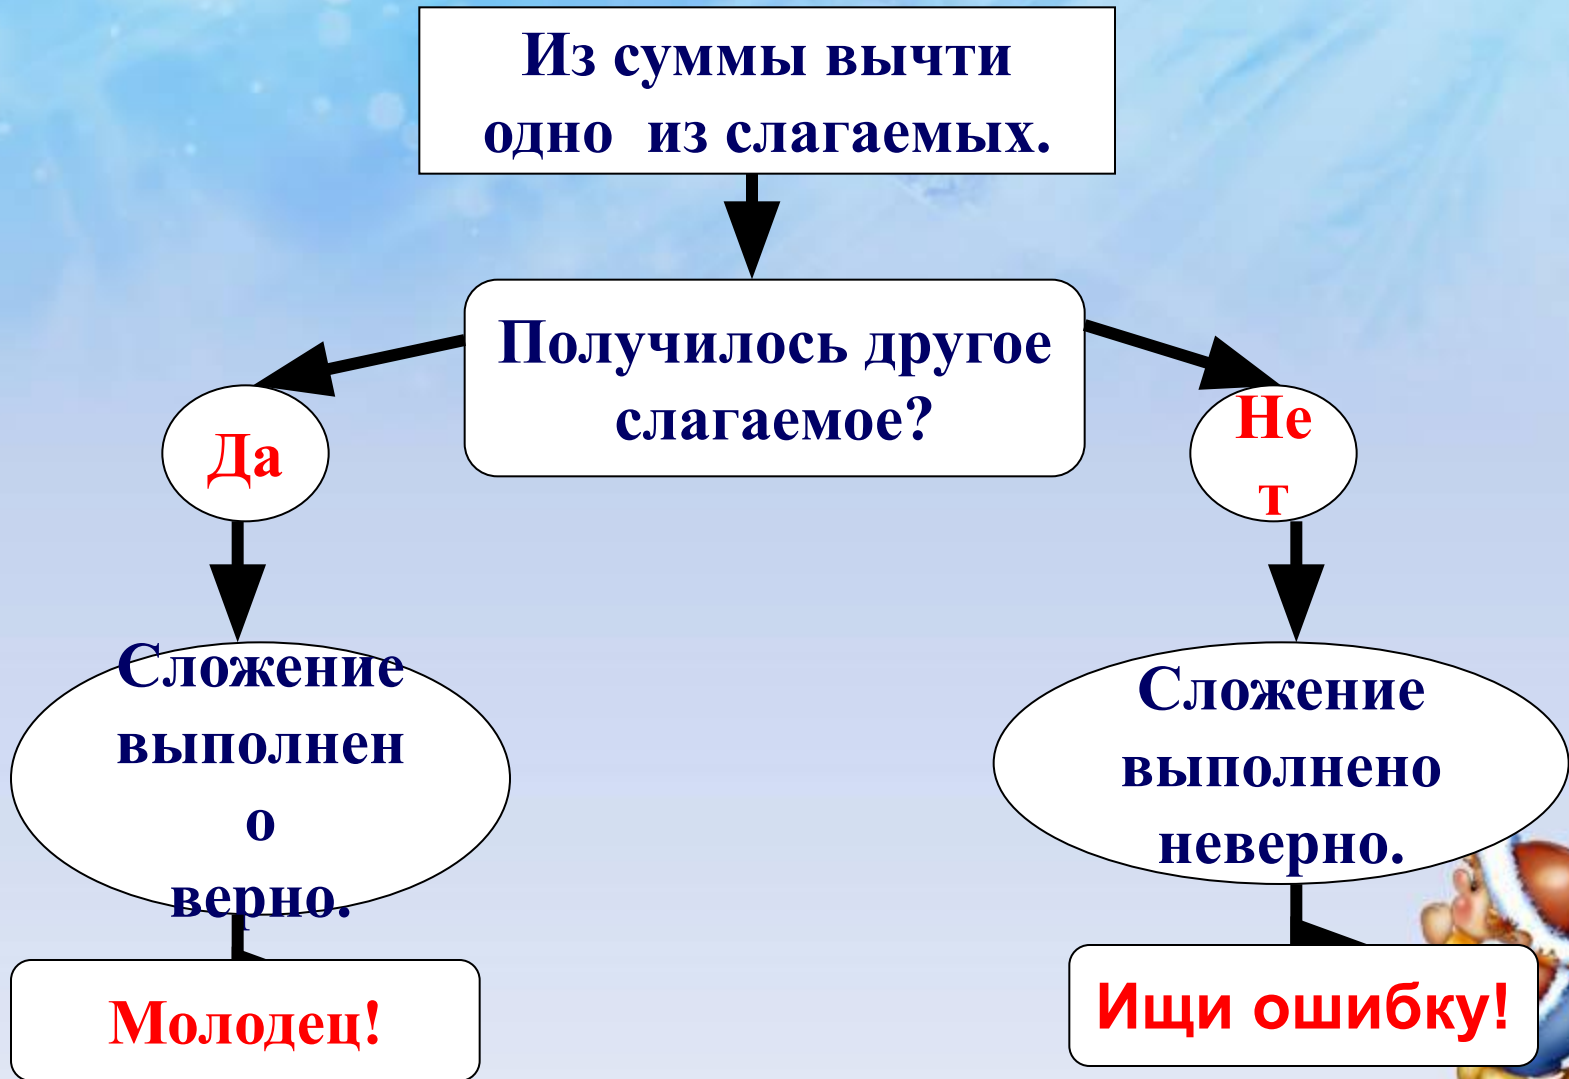 Из суммы вычти
одно из слагаемых.
Получилось другое
слагаемое?
Да
Не
т
Сложение
выполнен
о
верно.
Сложение
выполнено
неверно.
Молодец!
Ищи ошибку!